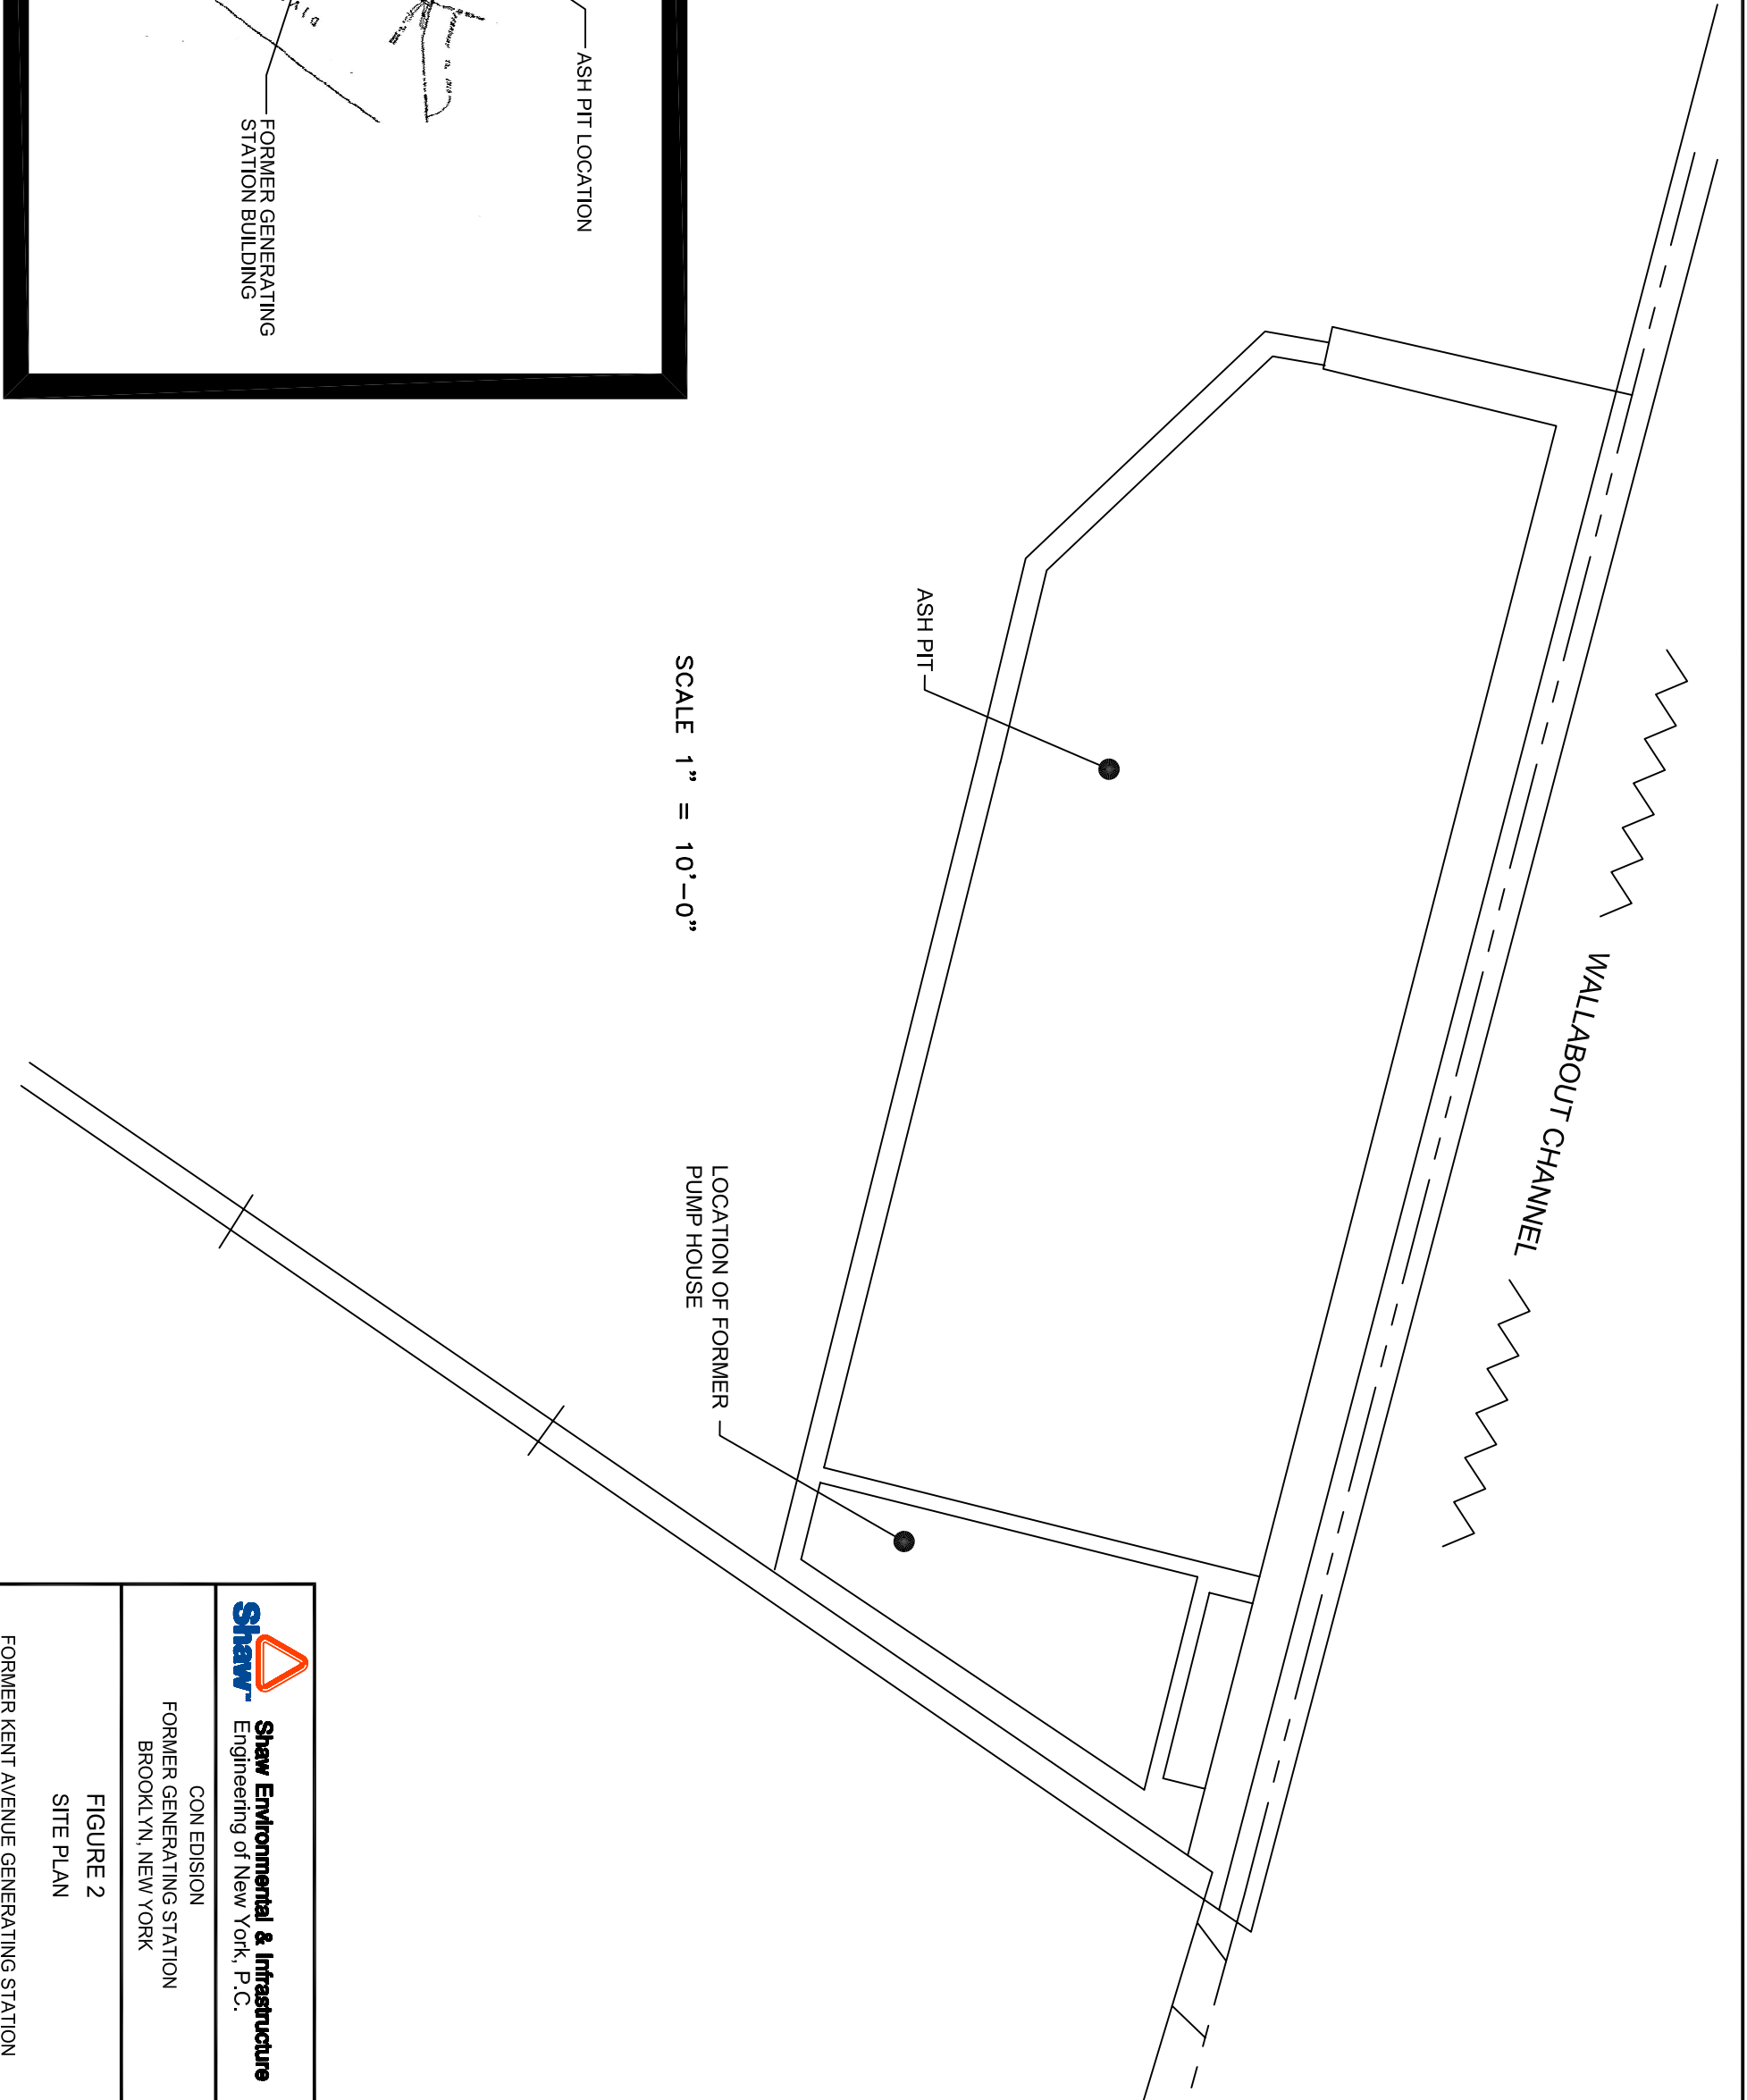 WALLABOUT CHANNEL
ASH PIT
LOCATION OF FORMER
PUMP HOUSE
SCALE 1" = 10'-0"
ASH PIT LOCATION
FORMER GENERATING
STATION BUILDING
Shaw™
Shaw Environmental & Infrastructure
Engineering of New York, P.C.
CON EDISION
FORMER GENERATING STATION
BROOKLYN, NEW YORK
FIGURE 2
SITE PLAN
FORMER KENT AVENUE GENERATING STATION